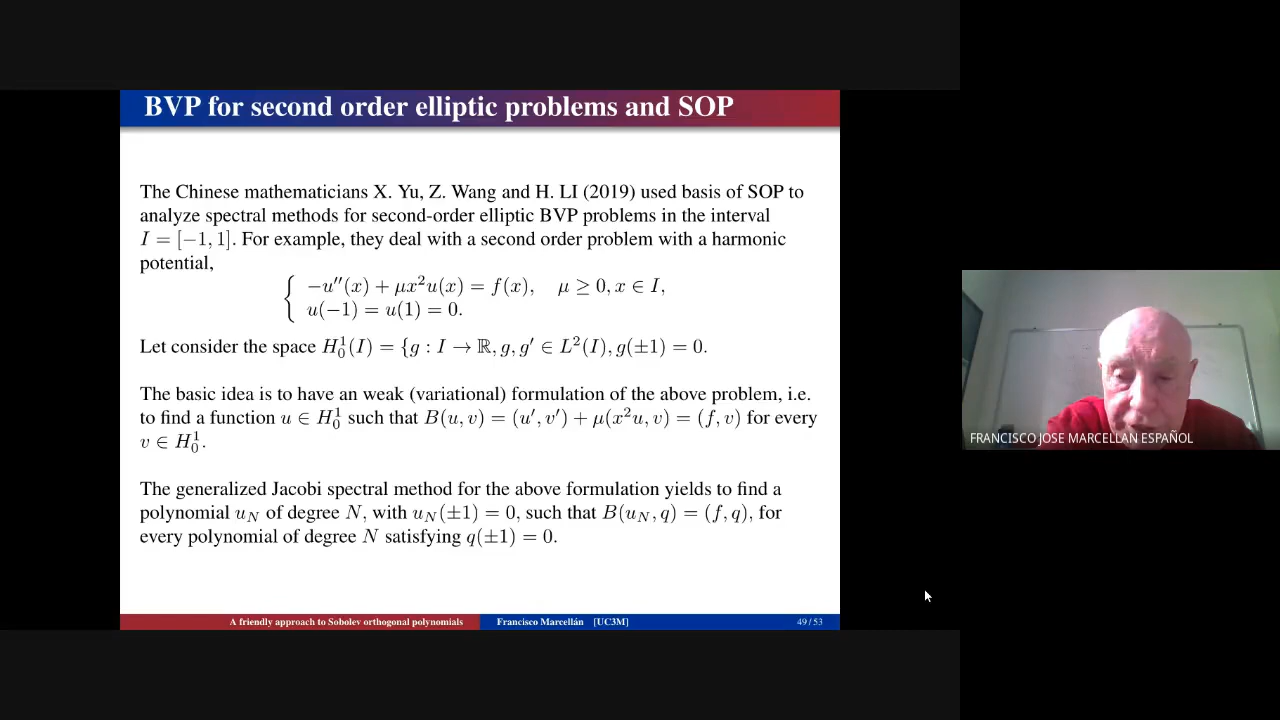 BVP for second order elliptic problems and SOP
The Chinese mathematicians X. Yu, Z. Wang and H. LI (2019) used basis of SOP to
analyze spectral methods for second-order elliptic BVP problems in the interval
I = [−1, 1]. For example, they deal with a second order problem with a harmonic
potential,
{ −u′′(x) + μx²u(x) = f(x), μ ≥ 0, x ∈ I,
u(−1) = u(1) = 0.
Let consider the space H₀¹(I) = {g : I → ℝ, g, g′ ∈ L²(I), g(±1) = 0.
The basic idea is to have an weak (variational) formulation of the above problem, i.e.
to find a function u ∈ H₀¹ such that B(u, v) = (u′, v′) + μ(x²u, v) = (f, v) for every
v ∈ H₀¹.
The generalized Jacobi spectral method for the above formulation yields to find a
polynomial u_N of degree N, with u_N(±1) = 0, such that B(u_N, q) = (f, q), for
every polynomial of degree N satisfying q(±1) = 0.
A friendly approach to Sobolev orthogonal polynomials Francisco Marcellán [UC3M] 49 / 53
FRANCISCO JOSE MARCELLAN ESPAÑOL